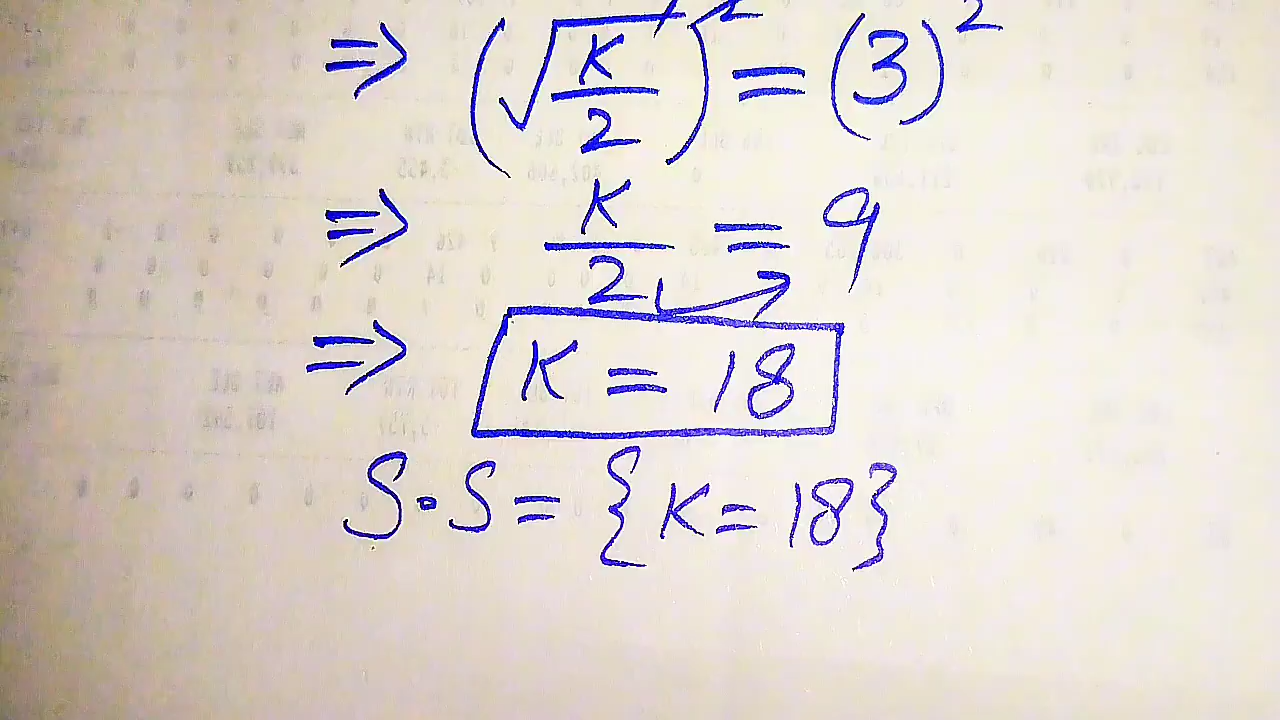 ⇒ (√(K/2))² = (3)²
⇒ K/2 = 9
⇒ K = 18
S·S = {K = 18}